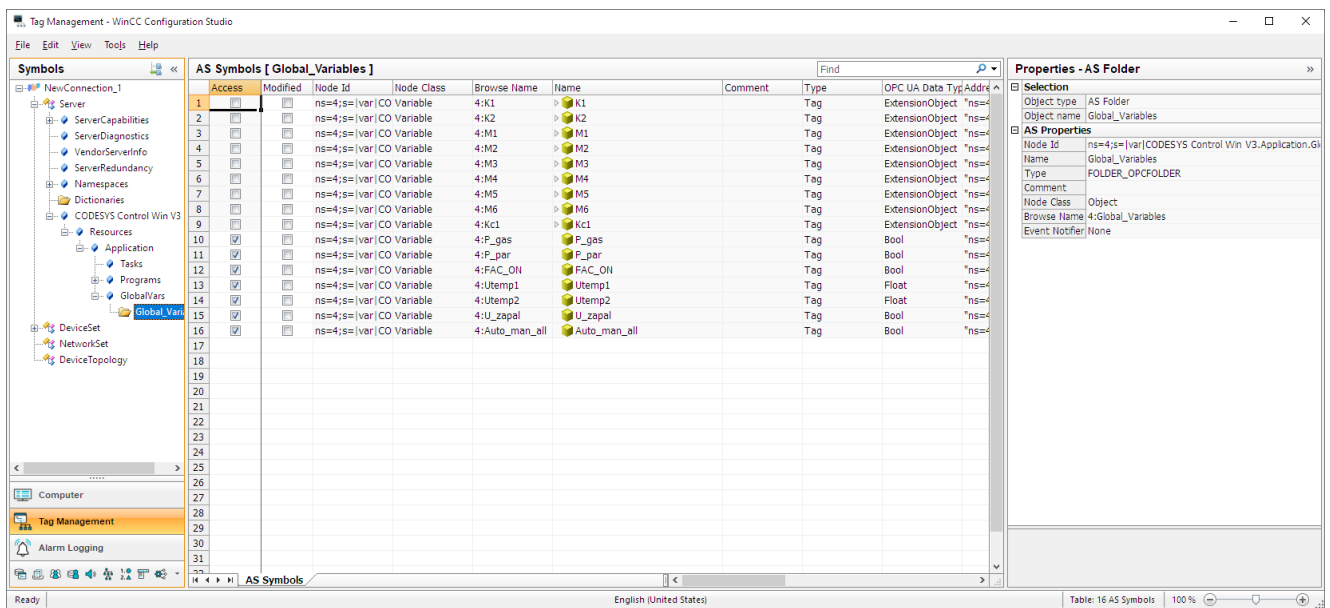 Tag Management - WinCC Configuration Studio
File Edit View Tools Help
Symbols «
NewConnection_1
Server
ServerCapabilities
ServerDiagnostics
VendorServerInfo
ServerRedundancy
Namespaces
Dictionaries
CODESYS Control Win V3
Resources
Application
Tasks
Programs
GlobalVars
Global_Varia
DeviceSet
NetworkSet
DeviceTopology
Computer
Tag Management
Alarm Logging
AS Symbols [ Global_Variables ] Find
Access Modified Node Id Node Class Browse Name Name Comment Type OPC UA Data Typ Addre
1 ns=4;s=|var|CO Variable 4:K1 K1 Tag ExtensionObject "ns=4
2 ns=4;s=|var|CO Variable 4:K2 K2 Tag ExtensionObject "ns=4
3 ns=4;s=|var|CO Variable 4:M1 M1 Tag ExtensionObject "ns=4
4 ns=4;s=|var|CO Variable 4:M2 M2 Tag ExtensionObject "ns=4
5 ns=4;s=|var|CO Variable 4:M3 M3 Tag ExtensionObject "ns=4
6 ns=4;s=|var|CO Variable 4:M4 M4 Tag ExtensionObject "ns=4
7 ns=4;s=|var|CO Variable 4:M5 M5 Tag ExtensionObject "ns=4
8 ns=4;s=|var|CO Variable 4:M6 M6 Tag ExtensionObject "ns=4
9 ns=4;s=|var|CO Variable 4:Kc1 Kc1 Tag ExtensionObject "ns=4
10 ns=4;s=|var|CO Variable 4:P_gas P_gas Tag Bool "ns=4
11 ns=4;s=|var|CO Variable 4:P_par P_par Tag Bool "ns=4
12 ns=4;s=|var|CO Variable 4:FAC_ON FAC_ON Tag Bool "ns=4
13 ns=4;s=|var|CO Variable 4:Utemp1 Utemp1 Tag Float "ns=4
14 ns=4;s=|var|CO Variable 4:Utemp2 Utemp2 Tag Float "ns=4
15 ns=4;s=|var|CO Variable 4:U_zapal U_zapal Tag Bool "ns=4
16 ns=4;s=|var|CO Variable 4:Auto_man_all Auto_man_all Tag Bool "ns=4
17
18
19
20
21
22
23
24
25
26
27
28
29
30
31
AS Symbols
Properties - AS Folder »
Selection
Object type AS Folder
Object name Global_Variables
AS Properties
Node Id ns=4;s=|var|CODESYS Control Win V3.Application.Gl
Name Global_Variables
Type FOLDER_OPCFOLDER
Comment
Node Class Object
Browse Name 4:Global_Variables
Event Notifier None
Ready English (United States) Table: 16 AS Symbols 100 %